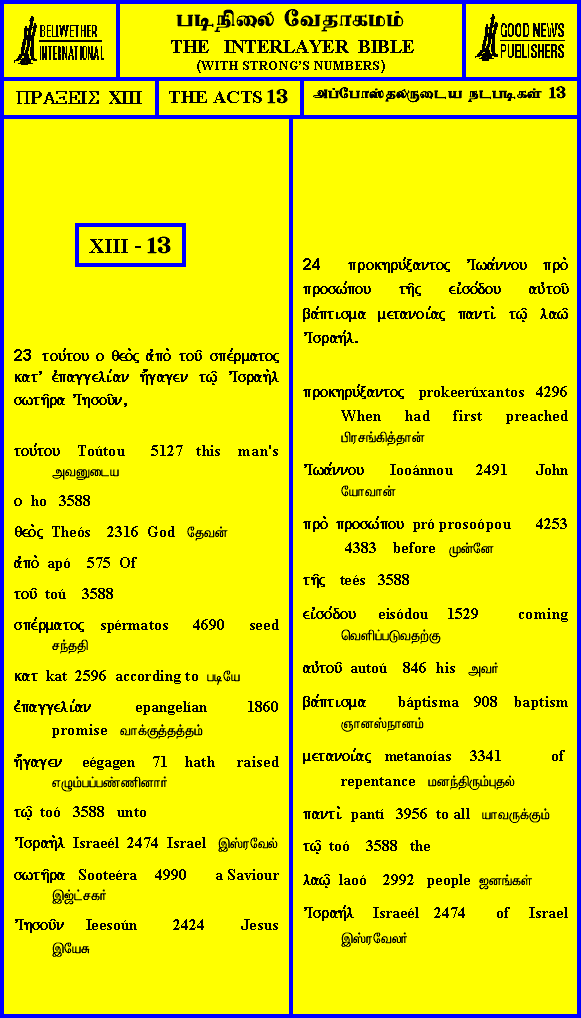 BELLWETHER
INTERNATIONAL
படிநிலை வேதாகமம்
THE INTERLAYER BIBLE
(WITH STRONG'S NUMBERS)
GOOD NEWS
PUBLISHERS
ΠΡΑΞΕΙΣ XIII
THE ACTS 13
அப்போஸ்தலருடைய நடபடிகள் 13
XIII - 13
23 τούτου ο θεὸς ἀπὸ τοῦ σπέρματος
κατ' ἐπαγγελίαν ἤγαγεν τῷ Ἰσραὴλ
σωτῆρα Ἰησοῦν,
τούτου Toútou 5127 this man's
அவனுடைய
ο ho 3588
θεὸς Theós 2316 God தேவன்
ἀπὸ apó 575 Of
τοῦ toú 3588
σπέρματος spérmatos 4690 seed
சந்ததி
κατ kat 2596 according to படியே
ἐπαγγελίαν epangelían 1860
promise வாக்குத்தத்தம்
ἤγαγεν eégagen 71 hath raised
எழும்பப்பண்ணினார்
τῷ toó 3588 unto
Ἰσραὴλ Israeél 2474 Israel இஸ்ரவேல்
σωτῆρα Sooteéra 4990 a Saviour
இஜ்ட்சகர்
Ἰησοῦν Ieesoún 2424 Jesus
இயேசு
24 προκηρύξαντος Ἰωάννου πρὸ
προσώπου τῆς εἰσόδου αὐτοῦ
βάπτισμα μετανοίας παντὶ τῷ λαῷ
Ἰσραήλ.
προκηρύξαντος prokeerúxantos 4296
When had first preached
பிரசங்கித்தான்
Ἰωάννου Iooánnou 2491 John
யோவான்
πρὸ προσώπου pró prosoópou 4253
4383 before முன்னே
τῆς teés 3588
εἰσόδου eisódou 1529 coming
வெளிப்படுவதற்கு
αὐτοῦ autoú 846 his அவர்
βάπτισμα báptisma 908 baptism
ஞானஸ்நானம்
μετανοίας metanoías 3341 of
repentance மனந்திரும்புதல்
παντὶ pantí 3956 to all யாவருக்கும்
τῷ toó 3588 the
λαῷ laoó 2992 people ஜனங்கள்
Ἰσραήλ Israeél 2474 of Israel
இஸ்ரவேலர்